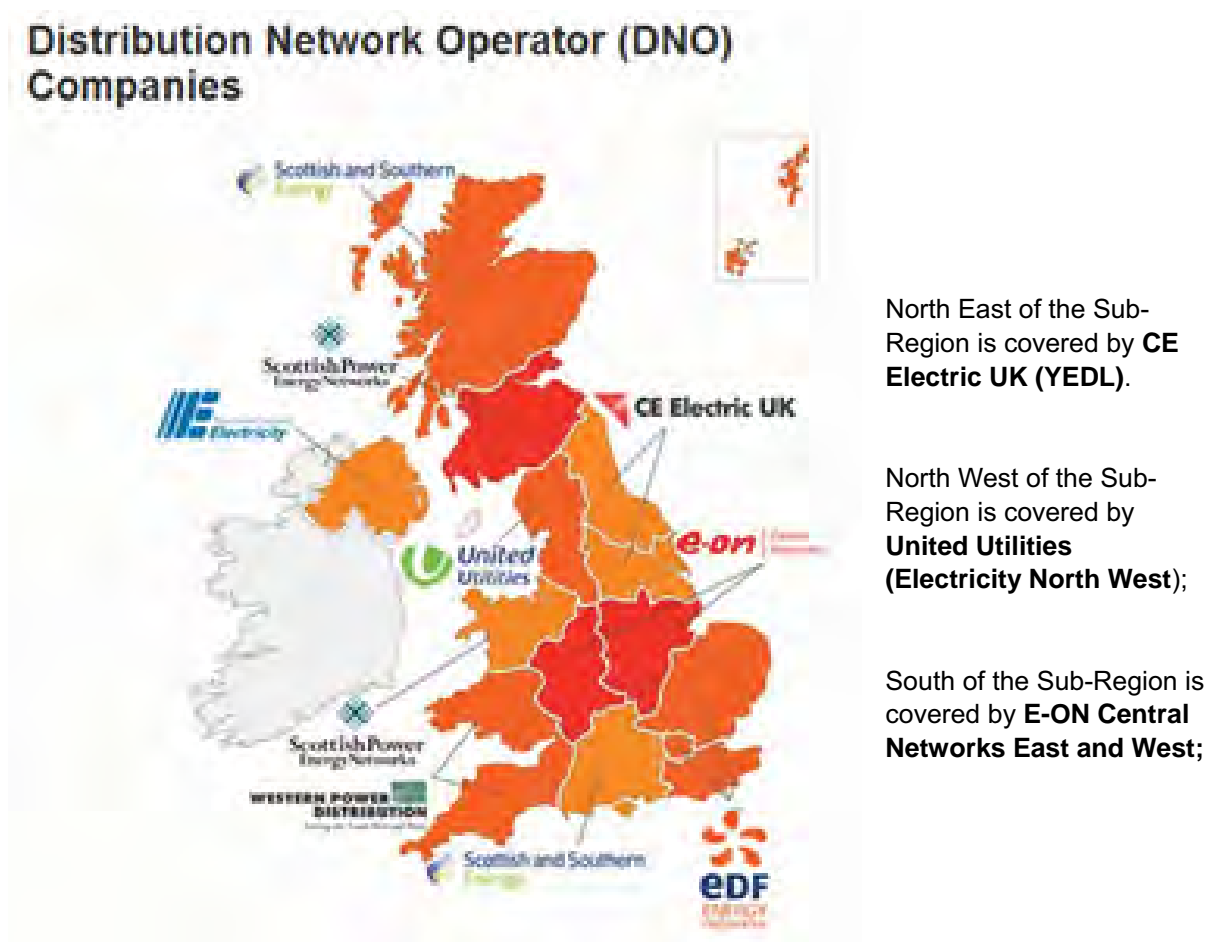 Distribution Network Operator (DNO)
Companies
Scottish and Southern
Energy
ScottishPower
EnergyNetworks
Electricity
CE Electric UK
e-on
United
Utilities
ScottishPower
EnergyNetworks
WESTERN POWER
DISTRIBUTION
Scottish and Southern
Energy
eDF
ENERGY
North East of the Sub-
Region is covered by CE
Electric UK (YEDL).
North West of the Sub-
Region is covered by
United Utilities
(Electricity North West);
South of the Sub-Region is
covered by E-ON Central
Networks East and West;